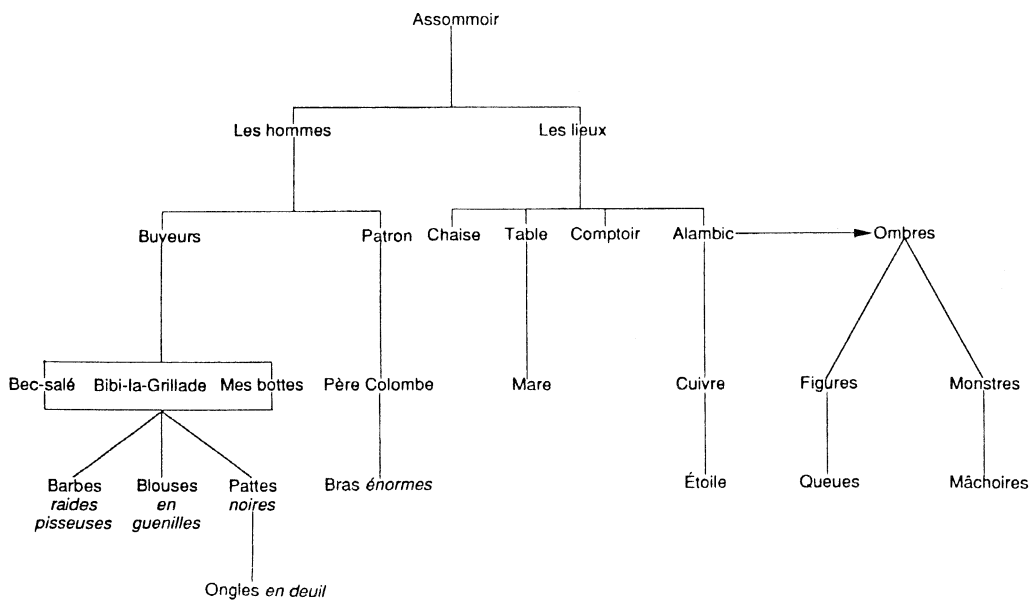 Assommoir
Les hommes
Les lieux
Buveurs
Patron
Chaise
Table
Comptoir
Alambic
Ombres
Bec-salé
Bibi-la-Grillade
Mes bottes
Père Colombe
Mare
Cuivre
Figures
Monstres
Barbes
raides
pisseuses
Blouses
en
guenilles
Pattes
noires
Bras énormes
Étoile
Queues
Mâchoires
Ongles en deuil